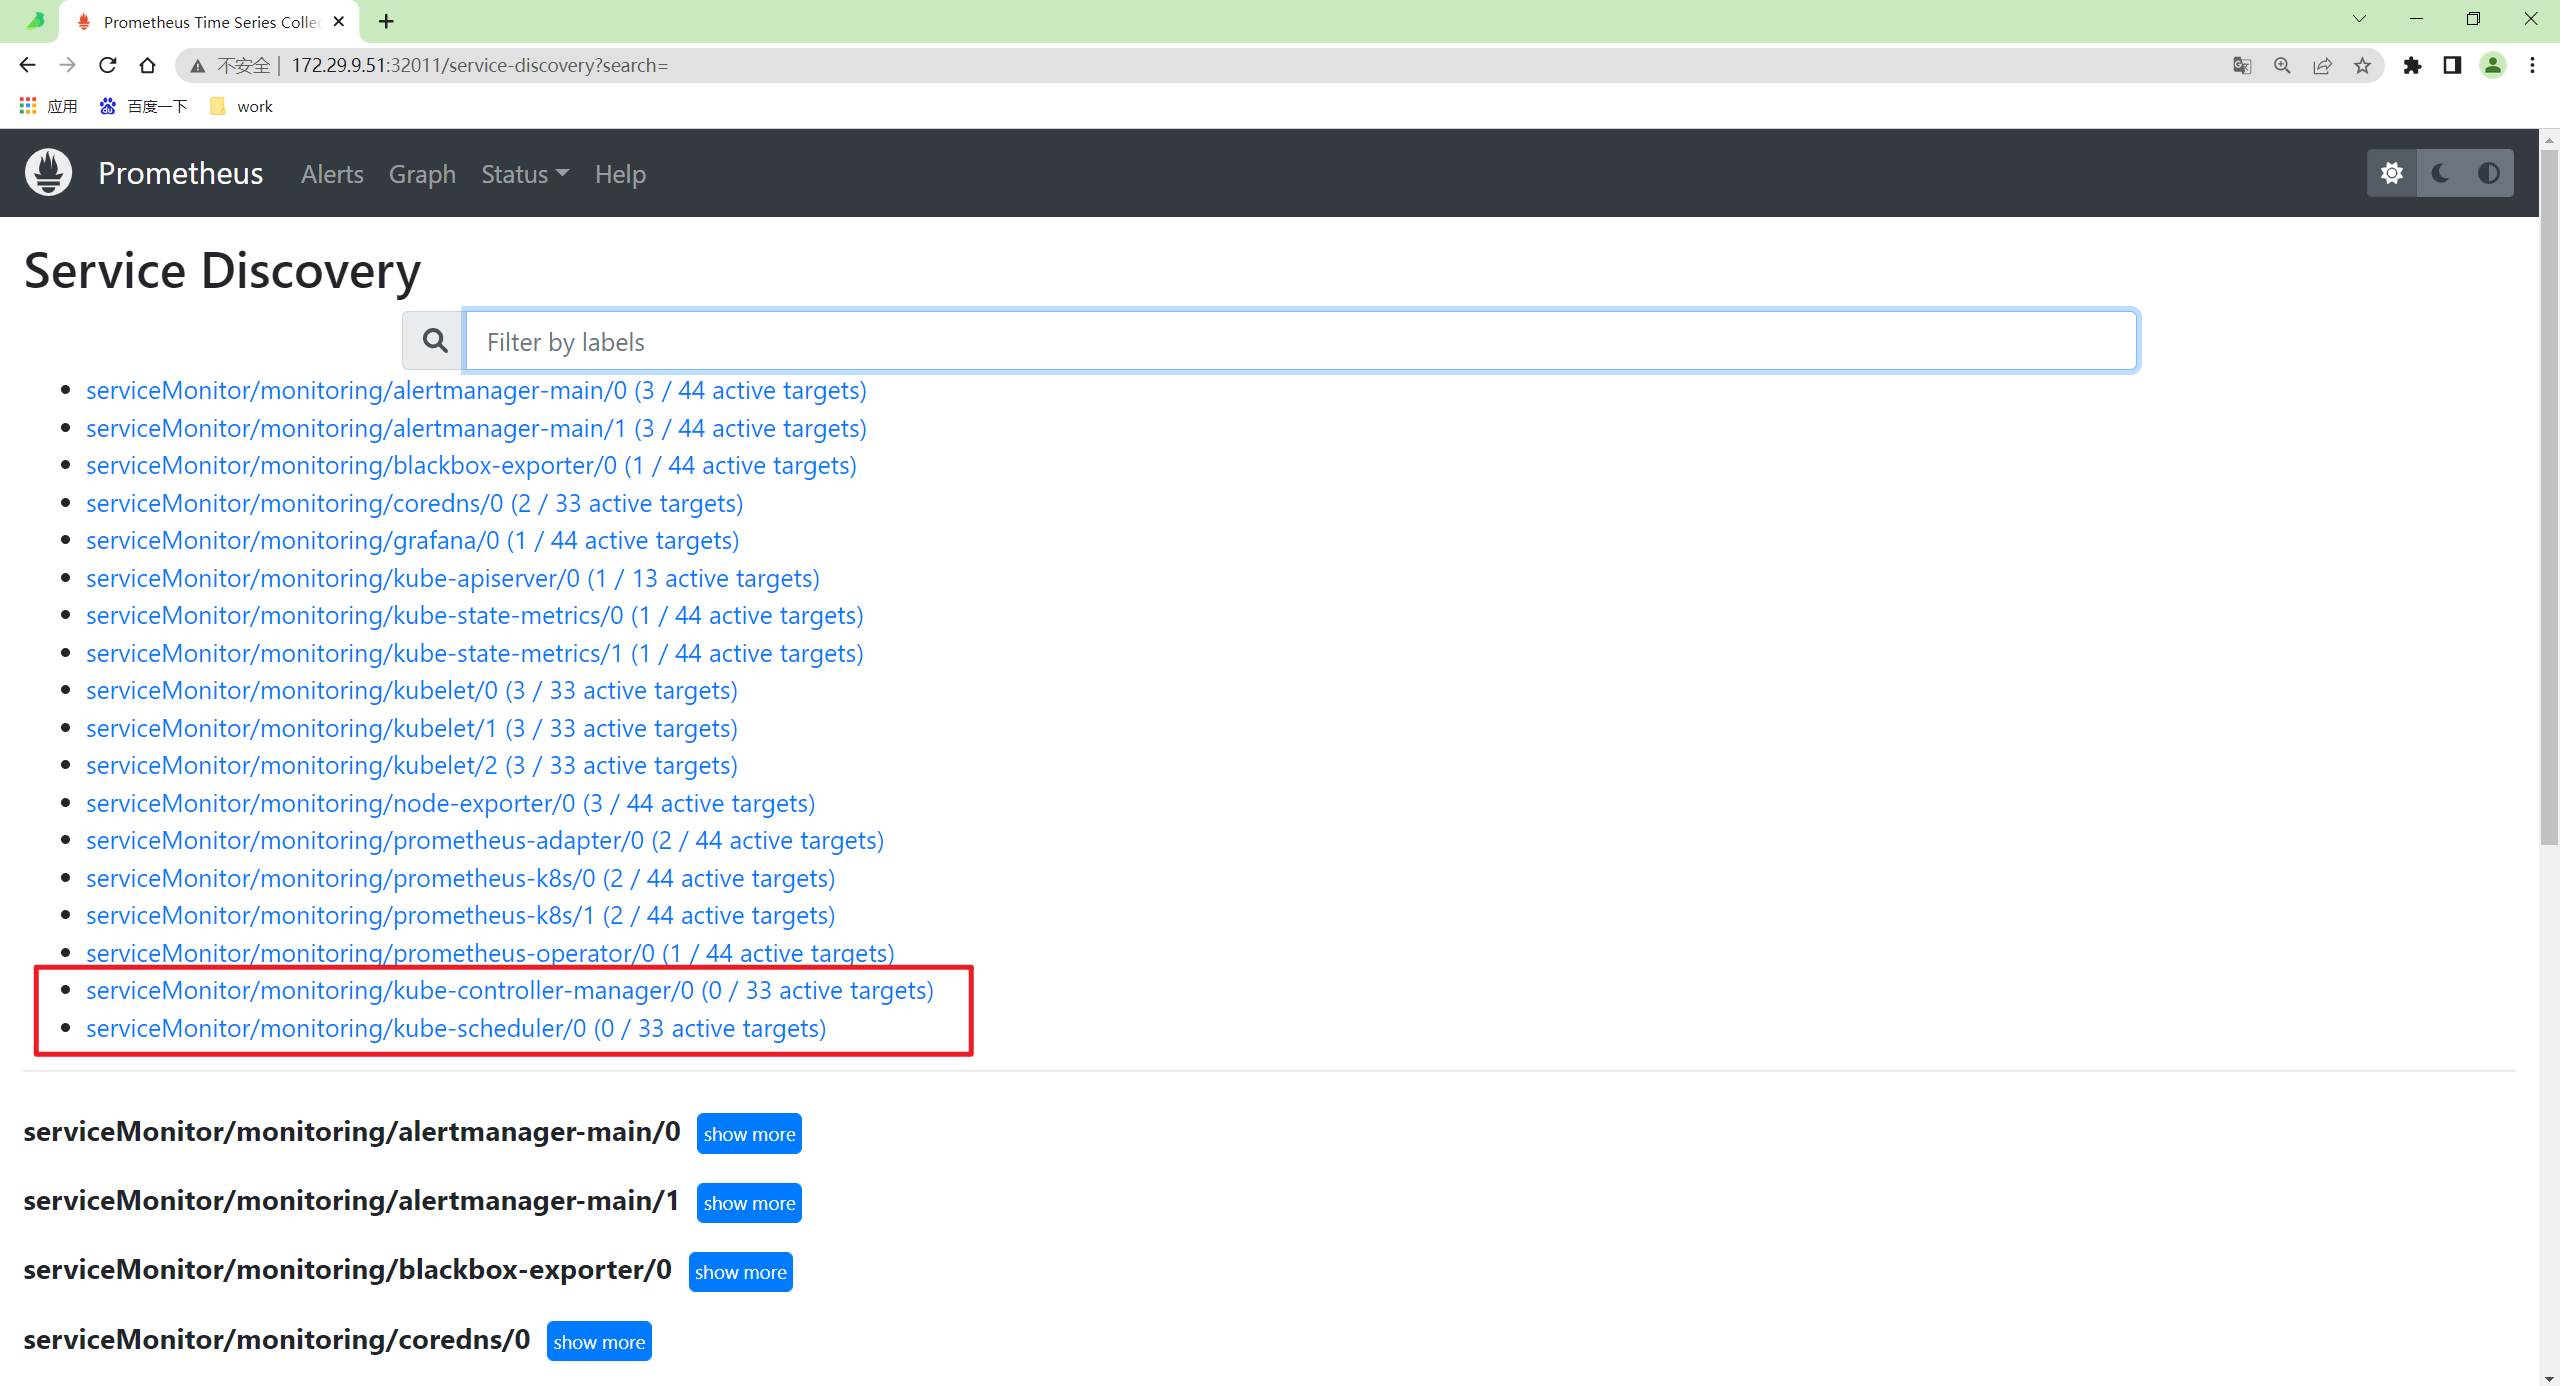 Prometheus Time Series Collec
不安全 | 172.29.9.51:32011/service-discovery?search=
应用 百度一下 work
Prometheus Alerts Graph Status Help
Service Discovery
Filter by labels
serviceMonitor/monitoring/alertmanager-main/0 (3 / 44 active targets)
serviceMonitor/monitoring/alertmanager-main/1 (3 / 44 active targets)
serviceMonitor/monitoring/blackbox-exporter/0 (1 / 44 active targets)
serviceMonitor/monitoring/coredns/0 (2 / 33 active targets)
serviceMonitor/monitoring/grafana/0 (1 / 44 active targets)
serviceMonitor/monitoring/kube-apiserver/0 (1 / 13 active targets)
serviceMonitor/monitoring/kube-state-metrics/0 (1 / 44 active targets)
serviceMonitor/monitoring/kube-state-metrics/1 (1 / 44 active targets)
serviceMonitor/monitoring/kubelet/0 (3 / 33 active targets)
serviceMonitor/monitoring/kubelet/1 (3 / 33 active targets)
serviceMonitor/monitoring/kubelet/2 (3 / 33 active targets)
serviceMonitor/monitoring/node-exporter/0 (3 / 44 active targets)
serviceMonitor/monitoring/prometheus-adapter/0 (2 / 44 active targets)
serviceMonitor/monitoring/prometheus-k8s/0 (2 / 44 active targets)
serviceMonitor/monitoring/prometheus-k8s/1 (2 / 44 active targets)
serviceMonitor/monitoring/prometheus-operator/0 (1 / 44 active targets)
serviceMonitor/monitoring/kube-controller-manager/0 (0 / 33 active targets)
serviceMonitor/monitoring/kube-scheduler/0 (0 / 33 active targets)
serviceMonitor/monitoring/alertmanager-main/0 show more
serviceMonitor/monitoring/alertmanager-main/1 show more
serviceMonitor/monitoring/blackbox-exporter/0 show more
serviceMonitor/monitoring/coredns/0 show more